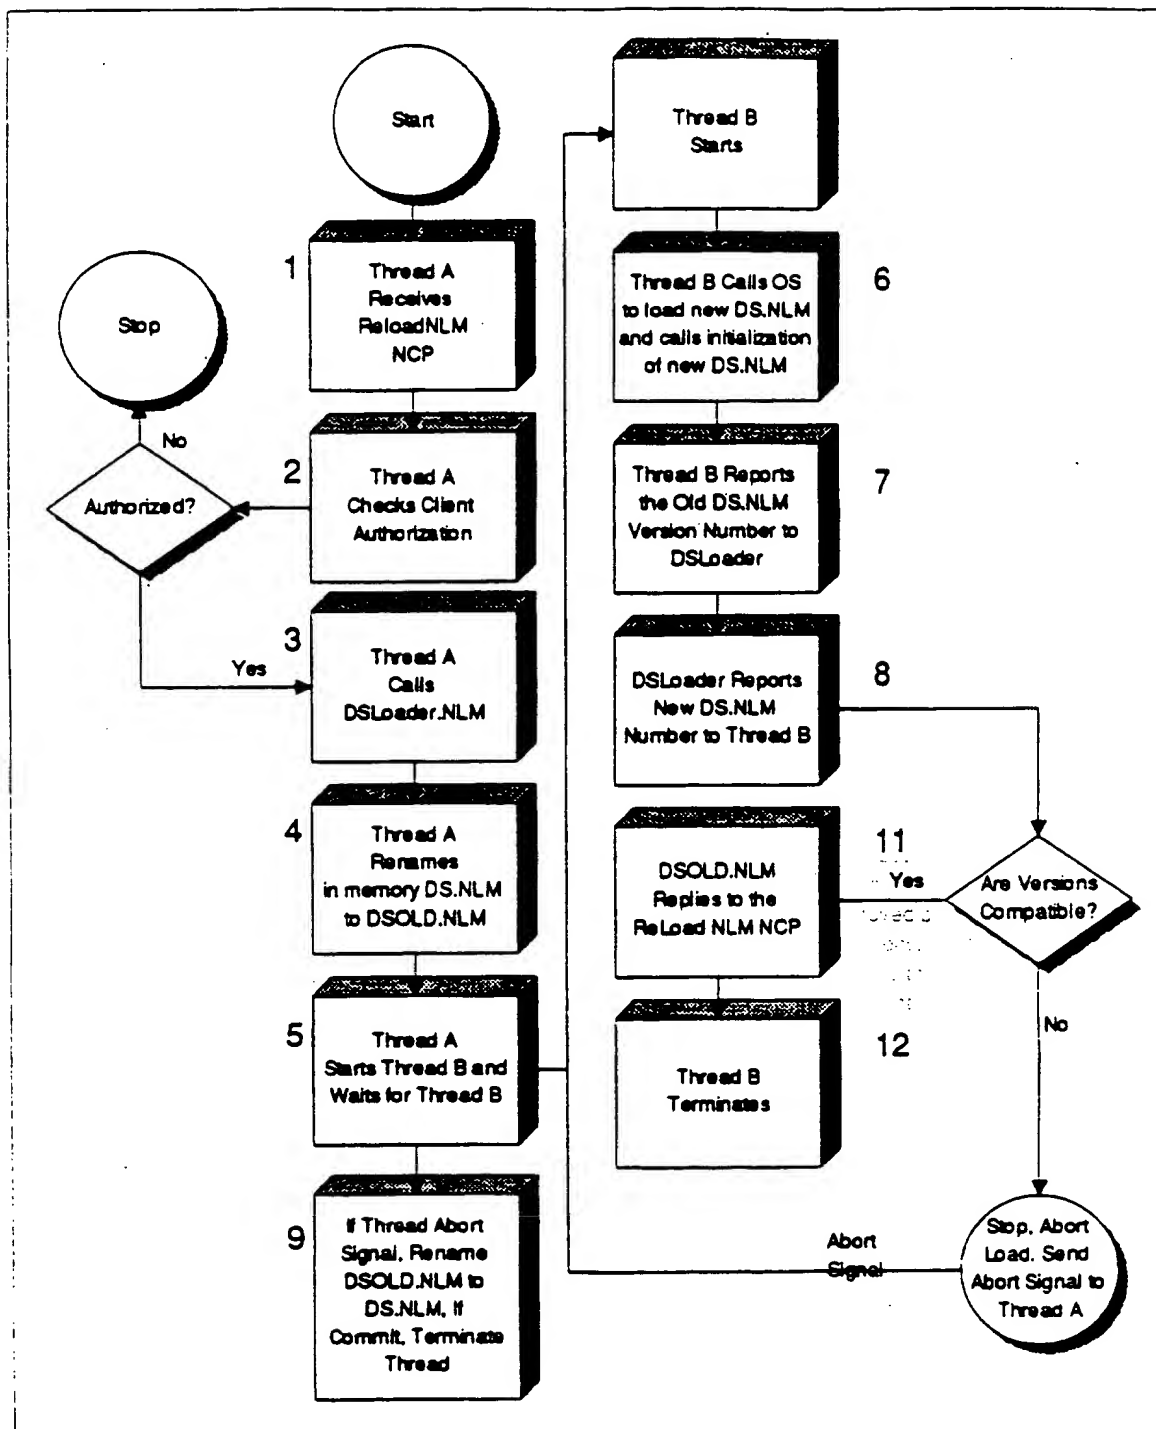 Start
1
Thread A
Receives
ReloadNLM
NCP
Stop
No
2
Thread A
Checks Client
Authorization
Authorized?
Yes
3
Thread A
Calls
DSLoader.NLM
4
Thread A
Renames
in memory DS.NLM
to DSOLD.NLM
5
Thread A
Starts Thread B and
Waits for Thread B
9
If Thread Abort
Signal, Rename
DSOLD.NLM to
DS.NLM, If
Commit, Terminate
Thread
Thread B
Starts
6
Thread B Calls OS
to load new DS.NLM
and calls initialization
of new DS.NLM
7
Thread B Reports
the Old DS.NLM
Version Number to
DSLoader
8
DSLoader Reports
New DS.NLM
Number to Thread B
Are Versions
Compatible?
11
Yes
DSOLD.NLM
Replies to the
ReLoad NLM NCP
12
Thread B
Terminates
No
Stop, Abort
Load. Send
Abort Signal to
Thread A
Abort
Signal